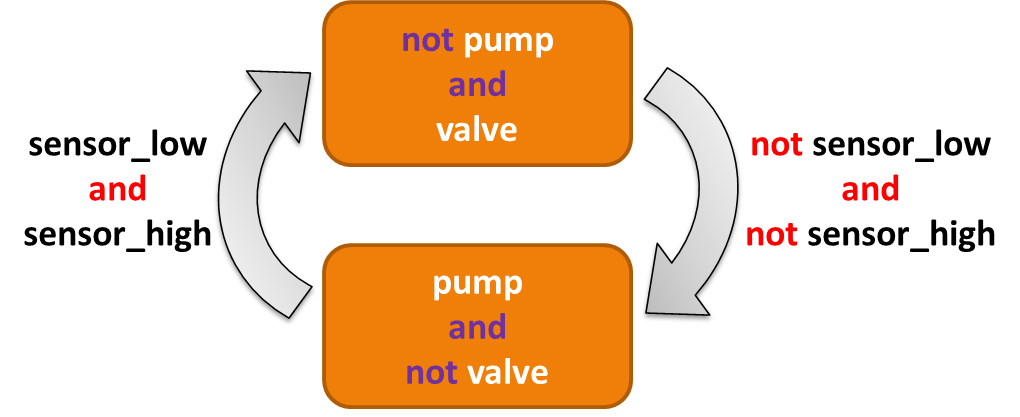 not pump
and
valve
sensor_low
and
sensor_high
not sensor_low
and
not sensor_high
pump
and
not valve